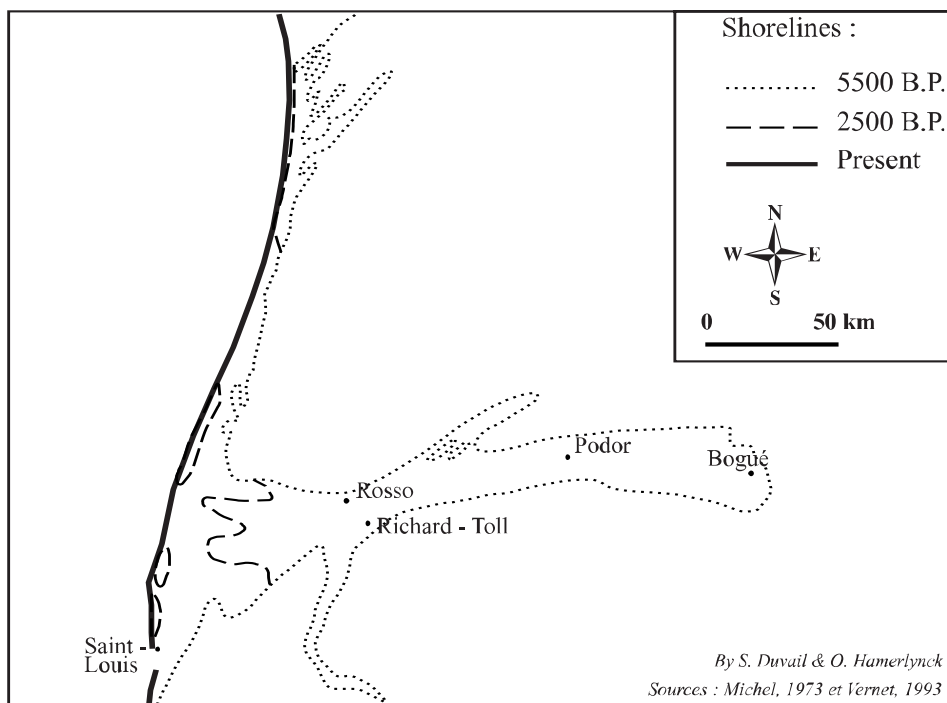 Shorelines :
5500 B.P.
2500 B.P.
Present
N
W E
S
0 50 km
Podor
Bogué
Rosso
Richard - Toll
Saint -
Louis
By S. Duvail & O. Hamerlynck
Sources : Michel, 1973 et Vernet, 1993